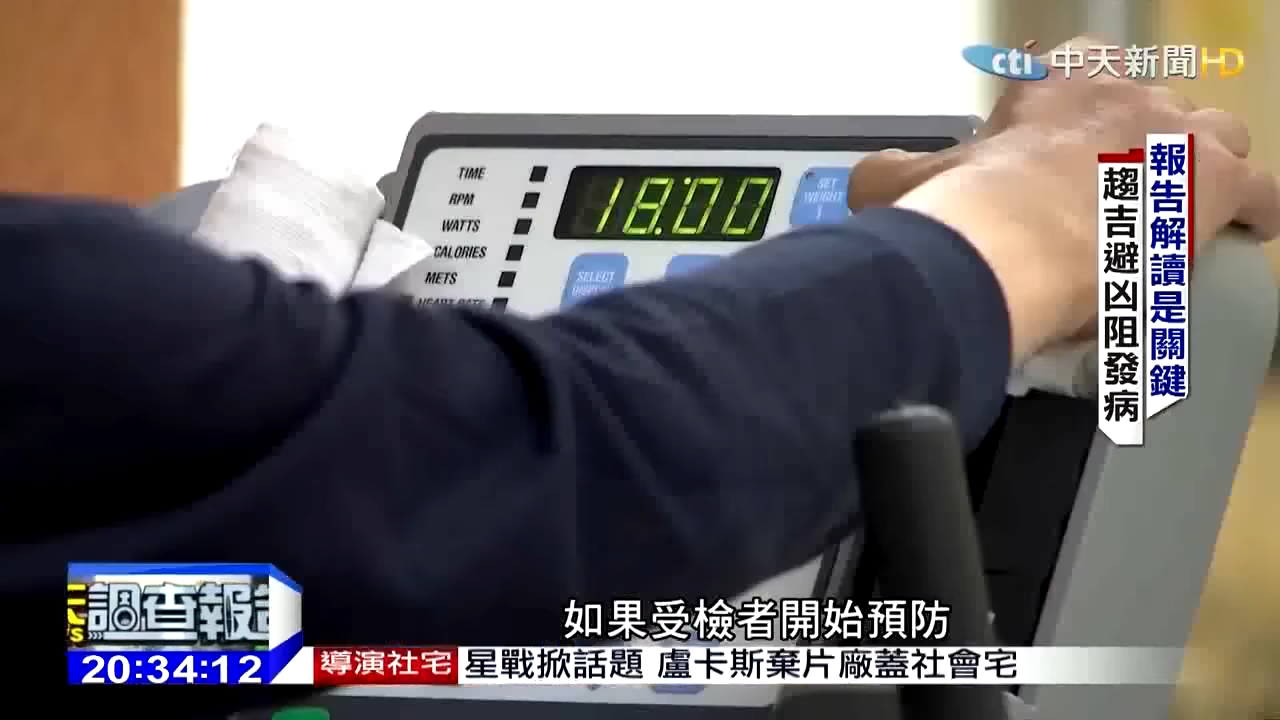 cti 中天新聞HD
報告解讀是關鍵
趨吉避凶阻發病
TIME
RPM
WATTS
CALORIES
METS
HEART RATE
18:00
SET
WEIGHT
SELECT
調查報告
20:34:12
如果受檢者開始預防
導演社宅 星戰掀話題 盧卡斯棄片廠蓋社會宅